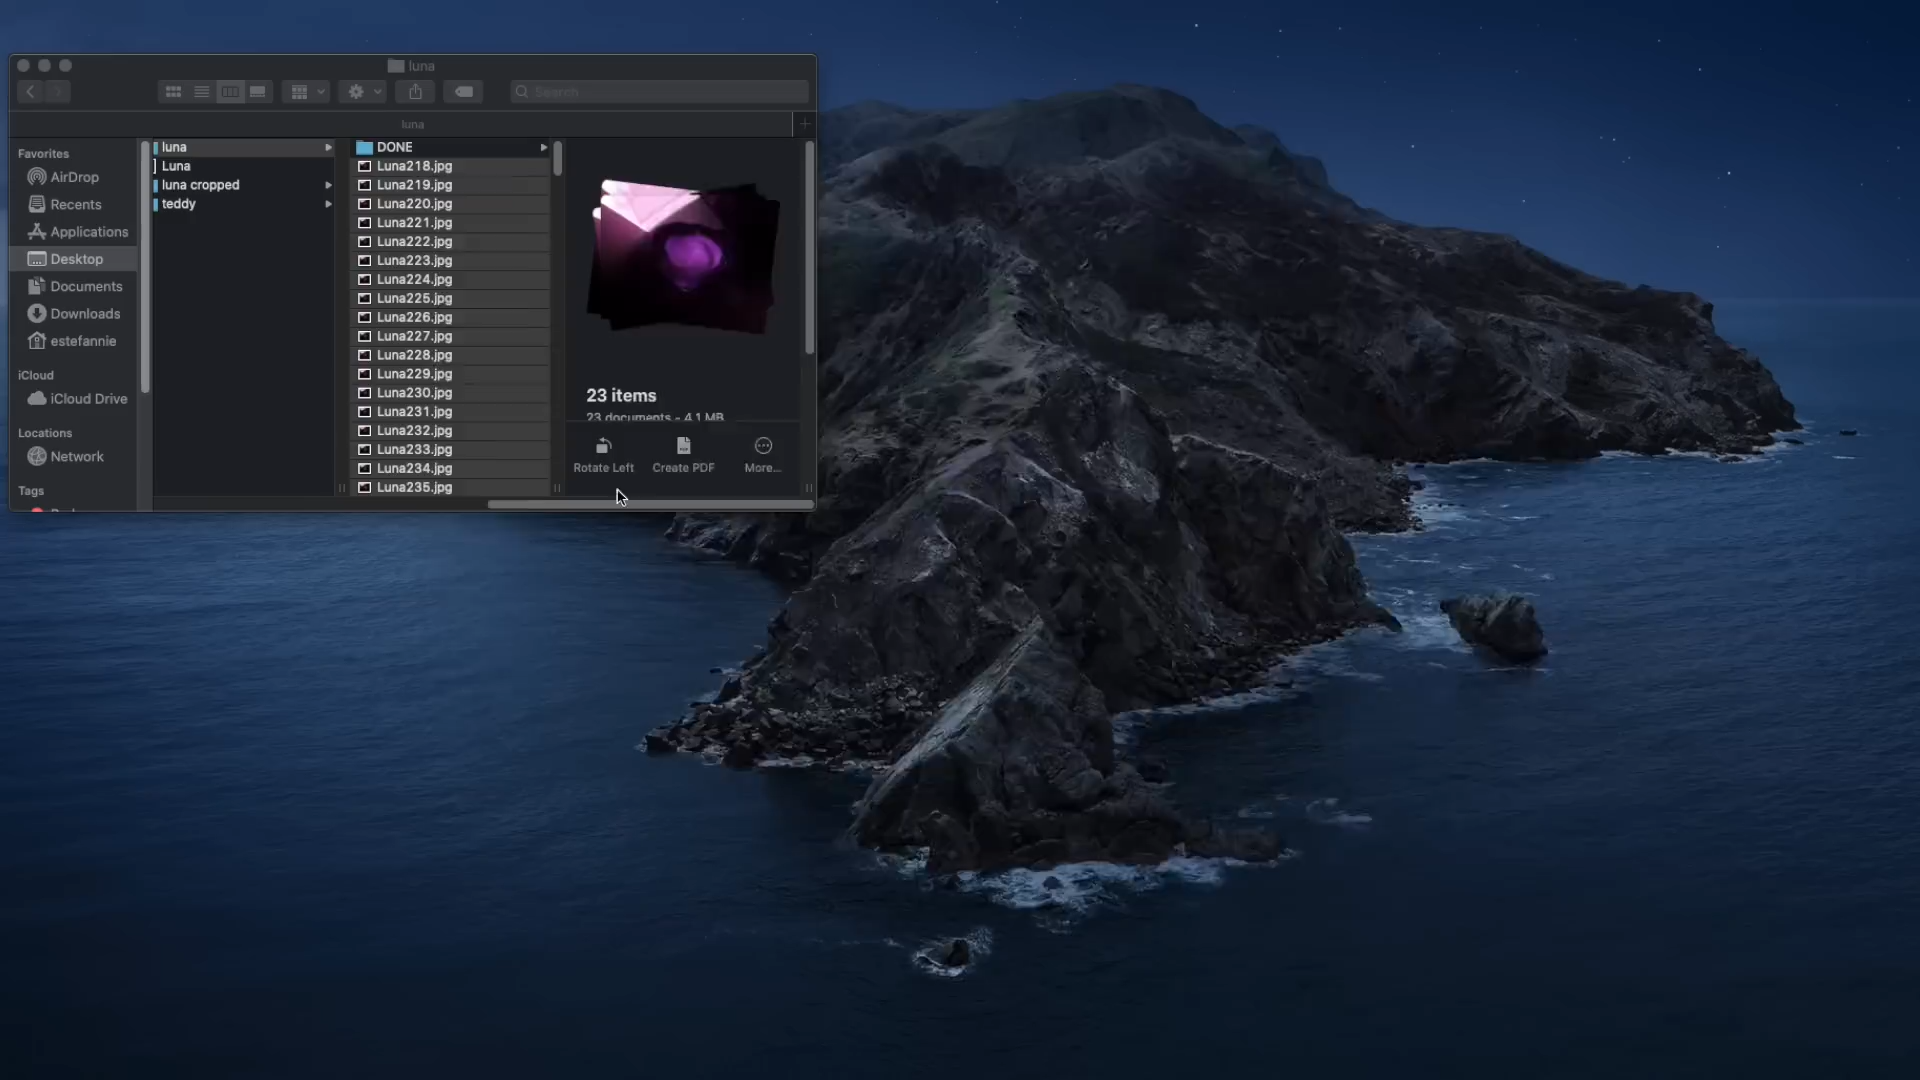 luna
Search
luna
Favorites
AirDrop
Recents
Applications
Desktop
Documents
Downloads
estefannie
iCloud
iCloud Drive
Locations
Network
Tags
luna
Luna
luna cropped
teddy
DONE
Luna218.jpg
Luna219.jpg
Luna220.jpg
Luna221.jpg
Luna222.jpg
Luna223.jpg
Luna224.jpg
Luna225.jpg
Luna226.jpg
Luna227.jpg
Luna228.jpg
Luna229.jpg
Luna230.jpg
Luna231.jpg
Luna232.jpg
Luna233.jpg
Luna234.jpg
Luna235.jpg
23 items
23 documents - 4.1 MB
Rotate Left
Create PDF
More...